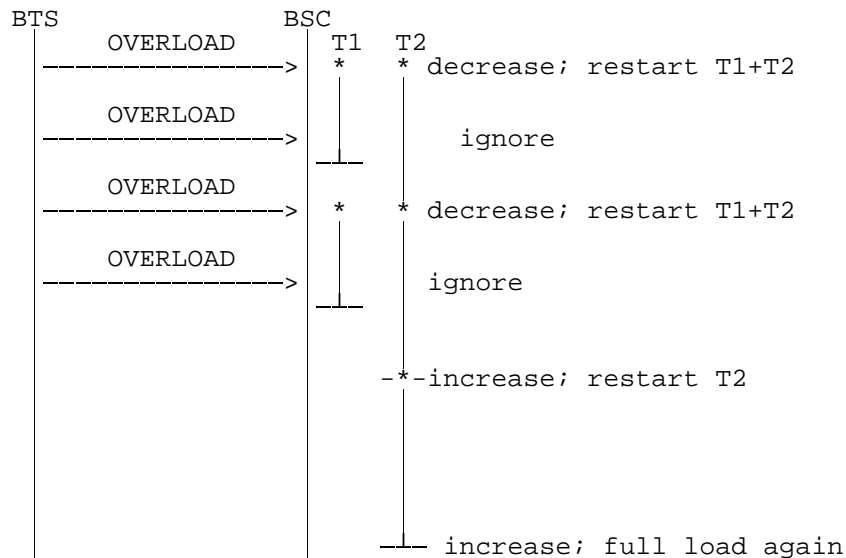 BTS BSC
OVERLOAD T1 T2
* * decrease; restart T1+T2
OVERLOAD
ignore
OVERLOAD
* * decrease; restart T1+T2
OVERLOAD
ignore
-*-increase; restart T2
increase; full load again